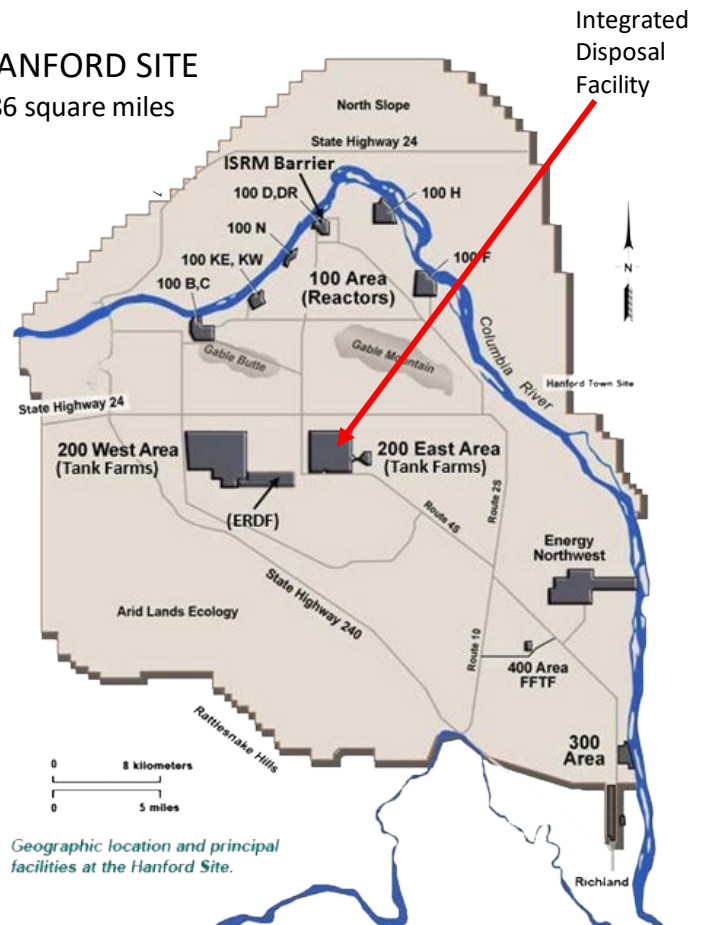 Integrated
Disposal
Facility
ANFORD SITE
36 square miles
North Slope
State Highway 24
ISRM Barrier
100 D,DR
100 H
100 N
100 KE, KW
100 F
100 B,C
100 Area
(Reactors)
N
Gable Butte
Gable Mountain
Columbia
River
Hanford Town Site
State Highway 24
200 West Area
(Tank Farms)
200 East Area
(Tank Farms)
(ERDF)
Route 4S
Route 2S
Energy
Northwest
State Highway 240
Arid Lands Ecology
Route 10
400 Area
FFTF
Rattlesnake Hills
300
Area
0 8 kilometers
0 5 miles
Geographic location and principal
facilities at the Hanford Site.
Richland